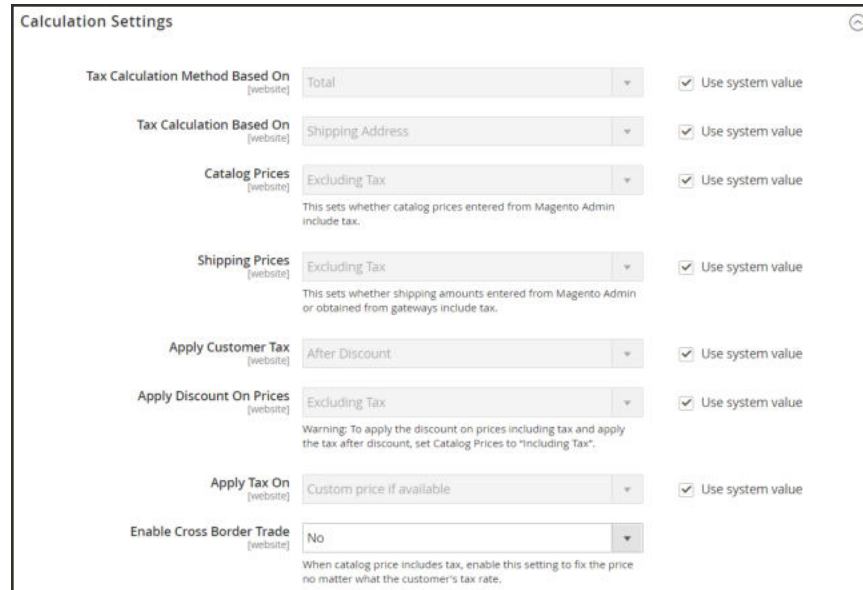 Calculation Settings
Tax Calculation Method Based On
[website]
Total
Use system value
Tax Calculation Based On
[website]
Shipping Address
Use system value
Catalog Prices
[website]
Excluding Tax
Use system value
This sets whether catalog prices entered from Magento Admin
include tax.
Shipping Prices
[website]
Excluding Tax
Use system value
This sets whether shipping amounts entered from Magento Admin
or obtained from gateways include tax.
Apply Customer Tax
[website]
After Discount
Use system value
Apply Discount On Prices
[website]
Excluding Tax
Use system value
Warning: To apply the discount on prices including tax and apply
the tax after discount, set Catalog Prices to “Including Tax”.
Apply Tax On
[website]
Custom price if available
Use system value
Enable Cross Border Trade
[website]
No
When catalog price includes tax, enable this setting to fix the price
no matter what the customer's tax rate.